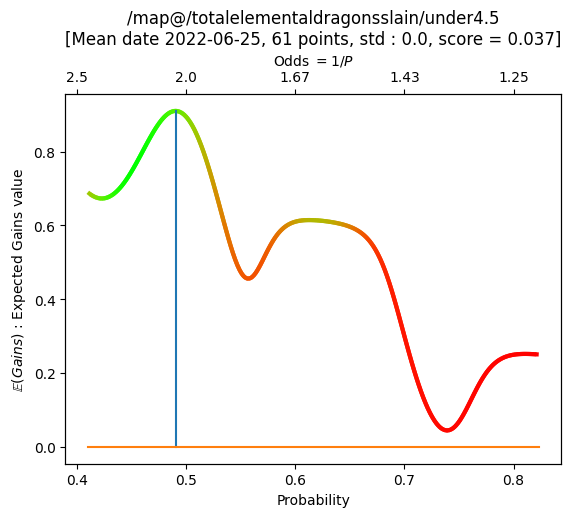 /map@/totalelementaldragonsslain/under4.5
[Mean date 2022-06-25, 61 points, std : 0.0, score = 0.037]
Odds = 1/P
2.5 2.0 1.67 1.43 1.25
0.8
0.6
0.4
0.2
0.0
𝔼(Gains) : Expected Gains value
0.4 0.5 0.6 0.7 0.8
Probability